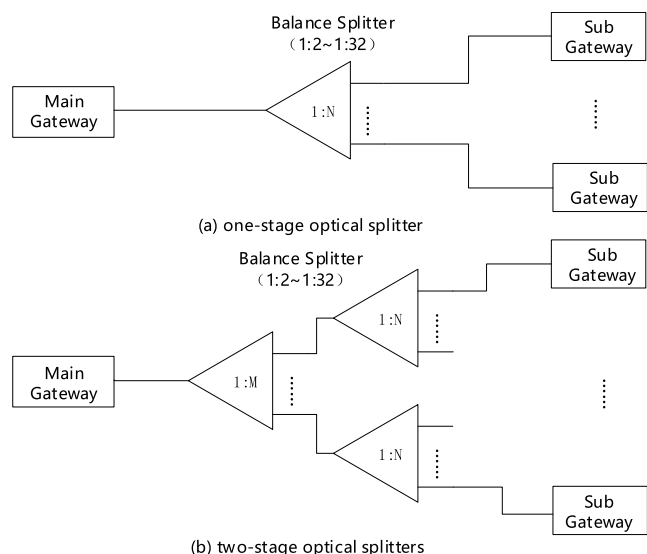 Balance Splitter
（1:2~1:32）
Sub
Gateway
Main
Gateway
1:N
Sub
Gateway
(a) one-stage optical splitter
Balance Splitter
（1:2~1:32）
Sub
Gateway
1:N
Main
Gateway
1:M
1:N
Sub
Gateway
(b) two-stage optical splitters